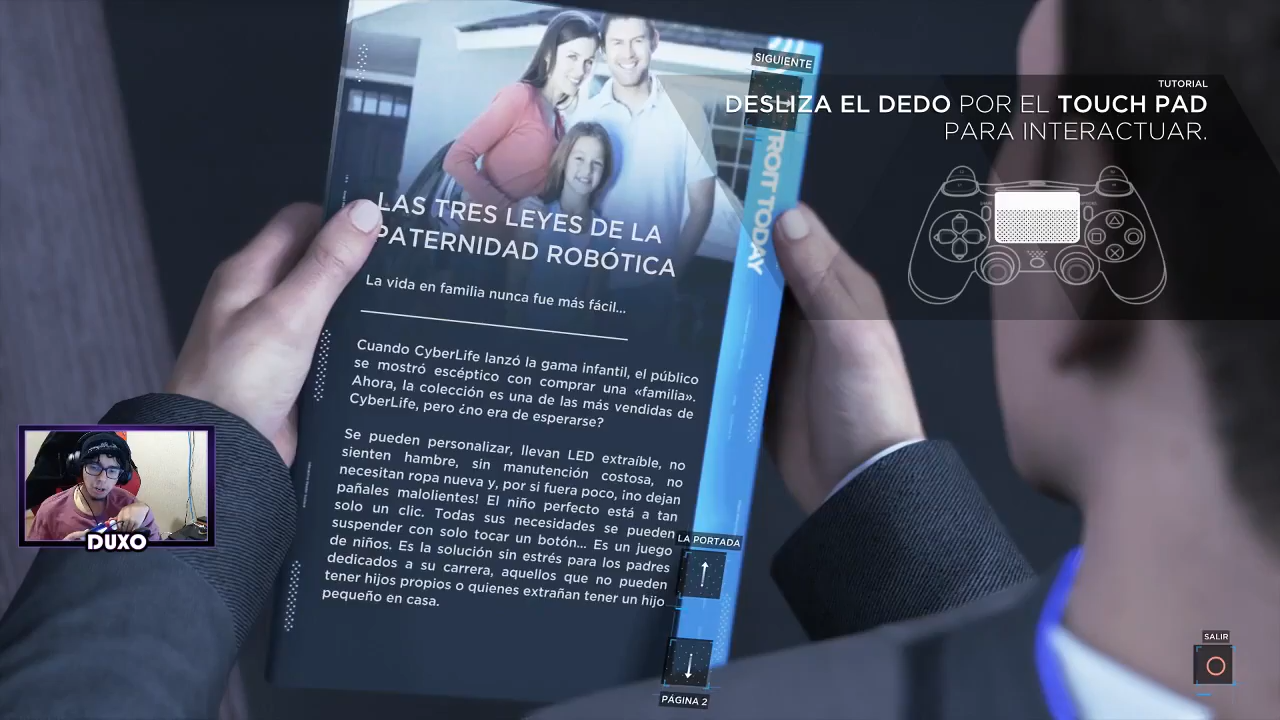 SIGUIENTE
TUTORIAL
DESLIZA EL DEDO POR EL TOUCH PAD
PARA INTERACTUAR.
TROIT TODAY
LAS TRES LEYES DE LA
PATERNIDAD ROBÓTICA
La vida en familia nunca fue más fácil...
Cuando CyberLife lanzó la gama infantil, el público
se mostró escéptico con comprar una «familia».
Ahora, la colección es una de las más vendidas de
CyberLife, pero ¿no era de esperarse?
Se pueden personalizar, llevan LED extraíble, no
sienten hambre, sin manutención costosa, no
necesitan ropa nueva y, por si fuera poco, ¡no dejan
pañales malolientes! El niño perfecto está a tan
solo un clic. Todas sus necesidades se pueden
suspender con solo tocar un botón... Es un juego
de niños. Es la solución sin estrés para los padres
dedicados a su carrera, aquellos que no pueden
tener hijos propios o quienes extrañan tener un hijo
pequeño en casa.
LA PORTADA
PÁGINA 2
DUXO
SALIR